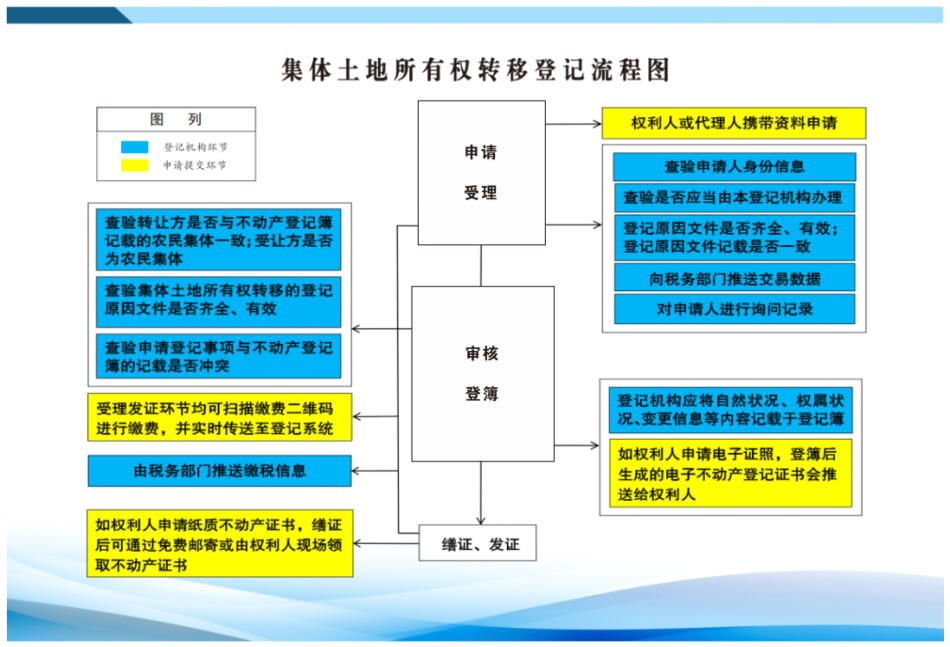 集体土地所有权转移登记流程图
图 列
登记机构环节
申请提交环节
申请
受理
权利人或代理人携带资料申请
查验申请人身份信息
查验是否应当由本登记机构办理
登记原因文件是否齐全、有效；
登记原因文件记载是否一致
向税务部门推送交易数据
对申请人进行询问记录
查验转让方是否与不动产登记簿
记载的农民集体一致；受让方是否
为农民集体
查验集体土地所有权转移的登记
原因文件是否齐全、有效
查验申请登记事项与不动产登记
簿的记载是否冲突
审核
登簿
受理发证环节均可扫描缴费二维码
进行缴费，并实时传送至登记系统
由税务部门推送缴税信息
登记机构应将自然状况、权属状
况、变更信息等内容记载于登记簿
如权利人申请电子证照，登簿后
生成的电子不动产登记证书会推
送给权利人
如权利人申请纸质不动产证书，缮证
后可通过免费邮寄或由权利人现场领
取不动产证书
缮证、发证